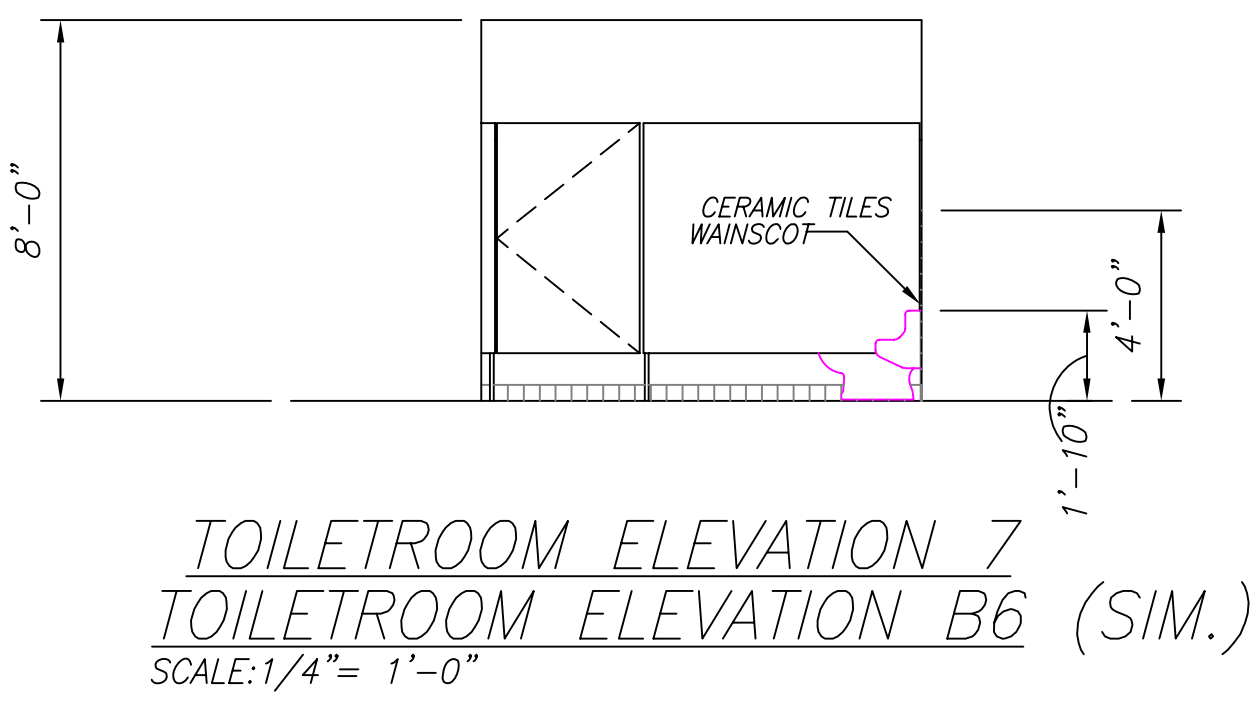 8'-0"
CERAMIC TILES
WAINSCOT
4'-0"
1'-10"
TOILETROOM ELEVATION 7
TOILETROOM ELEVATION B6 (SIM.)
SCALE:1/4"= 1'-0"